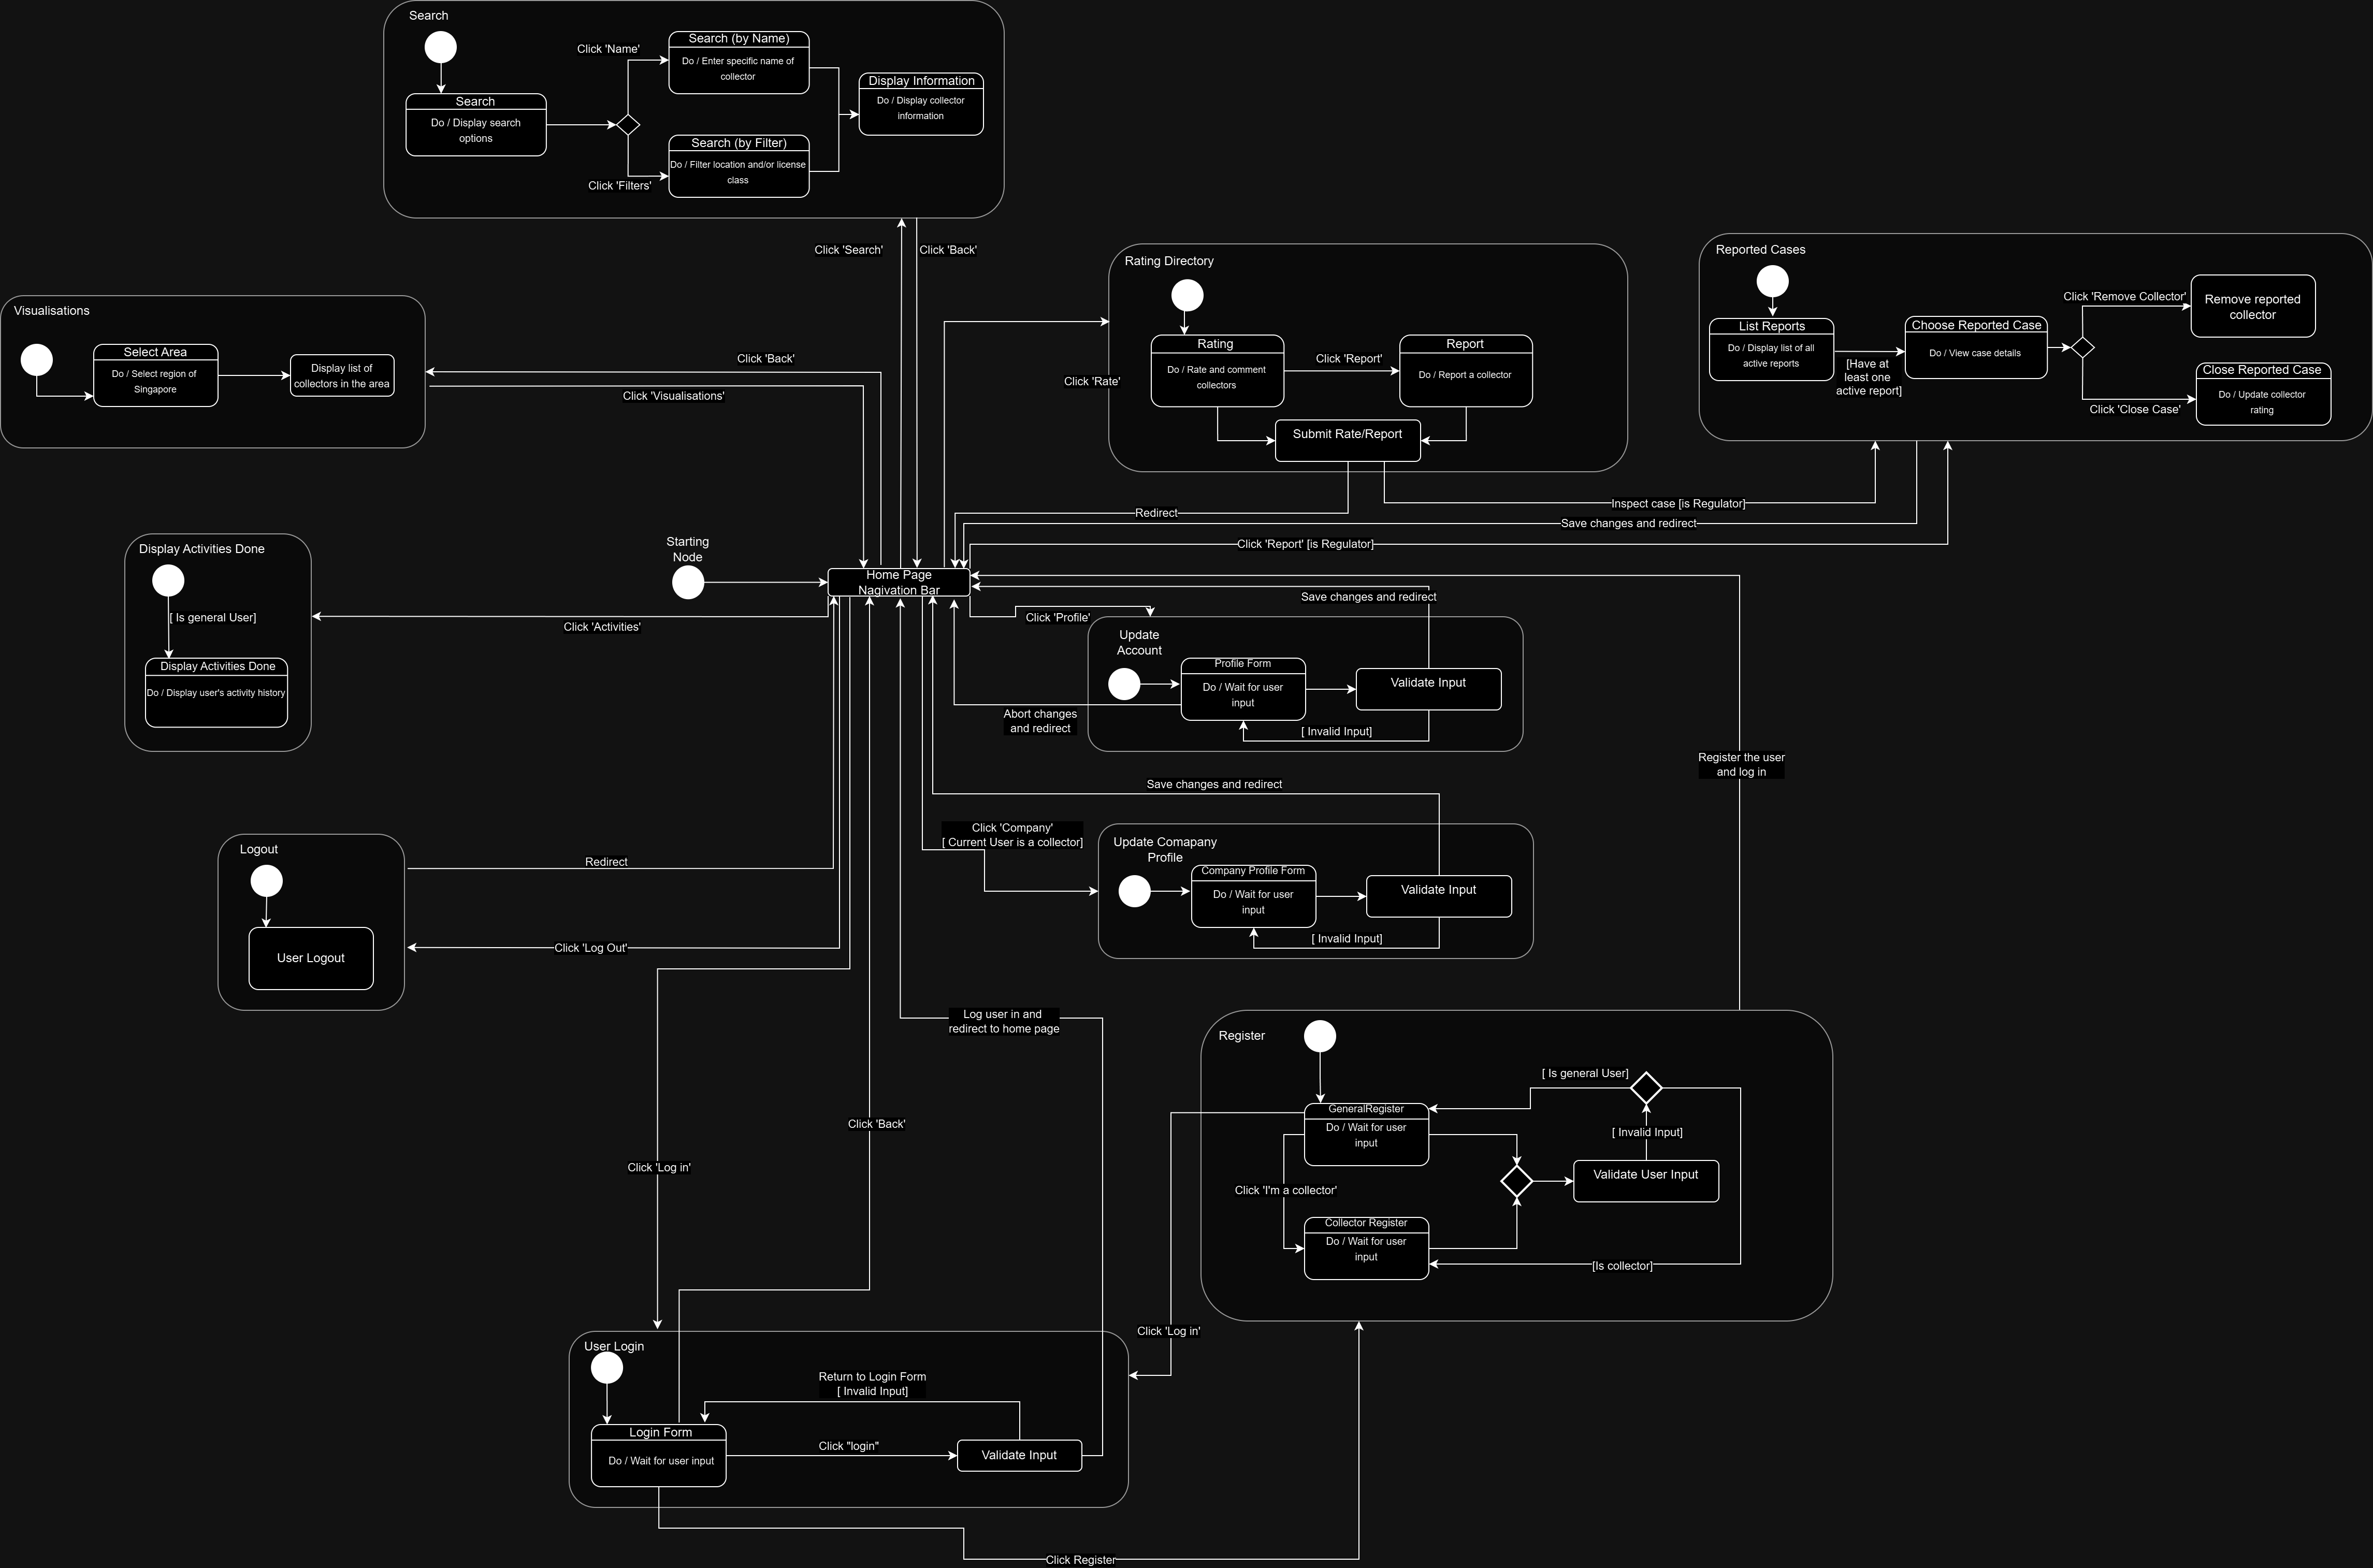 Search
Click 'Name'
Search (by Name)
Do / Enter specific name of
collector
Display Information
Do / Display collector
information
Search
Do / Display search
options
Search (by Filter)
Do / Filter location and/or license
class
Click 'Filters'
Click 'Search'
Click 'Back'
Rating Directory
Rating
Do / Rate and comment
collectors
Click 'Report'
Report
Do / Report a collector
Submit Rate/Report
Click 'Rate'
Reported Cases
List Reports
Do / Display list of all
active reports
[Have at
least one
active report]
Choose Reported Case
Do / View case details
Click 'Remove Collector'
Remove reported
collector
Close Reported Case
Do / Update collector
rating
Click 'Close Case'
Visualisations
Select Area
Do / Select region of
Singapore
Display list of
collectors in the area
Click 'Back'
Click 'Visualisations'
Redirect
Inspect case [is Regulator]
Save changes and redirect
Click 'Report' [is Regulator]
Starting
Node
Home Page
Nagivation Bar
Display Activities Done
[ Is general User]
Display Activities Done
Do / Display user's activity history
Click 'Activities'
Save changes and redirect
Click 'Profile'
Update
Account
Profile Form
Do / Wait for user
input
Validate Input
[ Invalid Input]
Abort changes
and redirect
Register the user
and log in
Save changes and redirect
Click 'Company'
[ Current User is a collector]
Update Comapany
Profile
Company Profile Form
Do / Wait for user
input
Validate Input
[ Invalid Input]
Logout
User Logout
Redirect
Click 'Log Out'
Log user in and
redirect to home page
Click 'Back'
Click 'Log in'
Register
[ Is general User]
GeneralRegister
Do / Wait for user
input
[ Invalid Input]
Validate User Input
Click 'I'm a collector'
Collector Register
Do / Wait for user
input
[Is collector]
Click 'Log in'
User Login
Return to Login Form
[ Invalid Input]
Login Form
Do / Wait for user input
Click "login"
Validate Input
Click Register